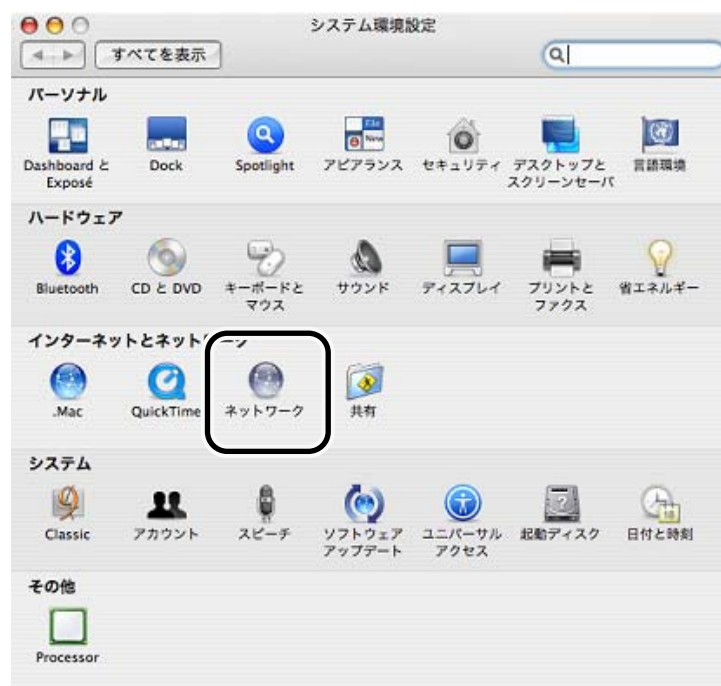 システム環境設定
すべてを表示
パーソナル
Dashboard と
Exposé
Dock
Spotlight
File
New
アピアランス
セキュリティ
デスクトップと
スクリーンセーバ
言語環境
ハードウェア
Bluetooth
CD と DVD
キーボードと
マウス
サウンド
ディスプレイ
プリントと
ファクス
省エネルギー
インターネットとネットワーク
.Mac
QuickTime
ネットワーク
共有
システム
Classic
アカウント
スピーチ
ソフトウェア
アップデート
ユニバーサル
アクセス
起動ディスク
18
日付と時刻
その他
Processor